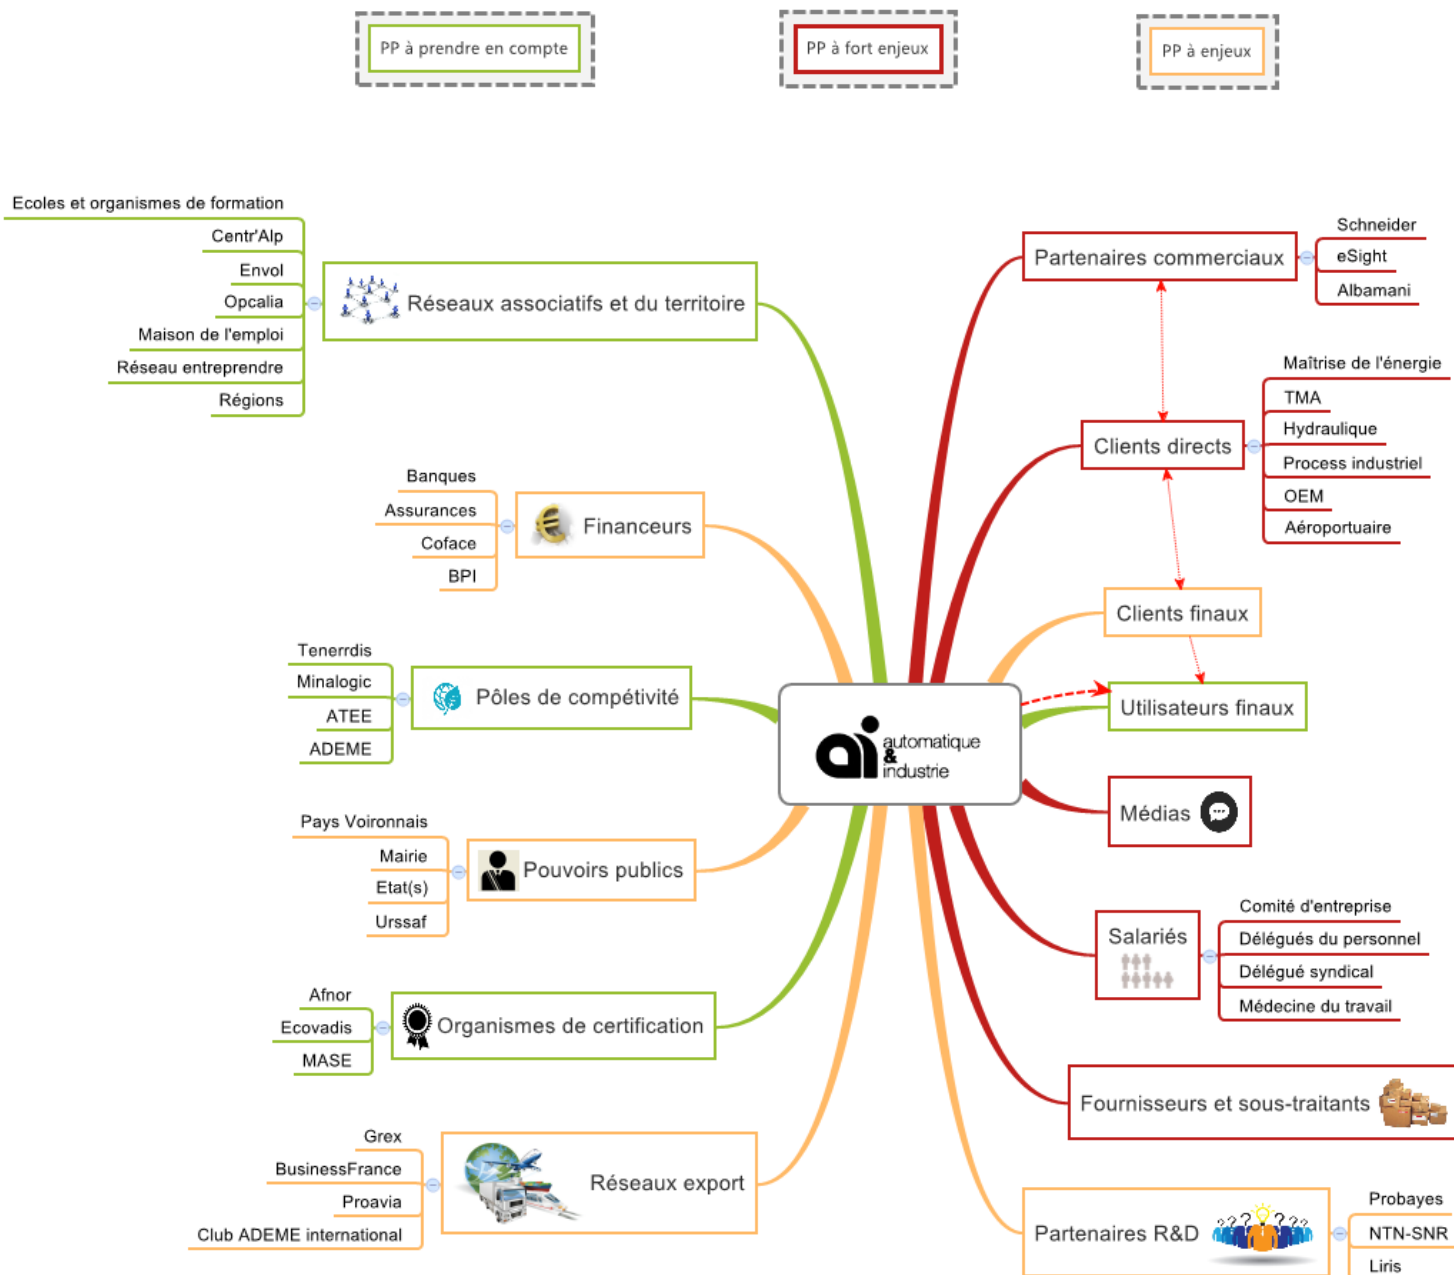 PP à prendre en compte
PP à fort enjeux
PP à enjeux
Ecoles et organismes de formation
Centr'Alp
Envol
Opcalia
Maison de l'emploi
Réseau entreprendre
Régions
Réseaux associatifs et du territoire
Banques
Assurances
Coface
BPI
Financeurs
Tenerrdis
Minalogic
ATEE
ADEME
Pôles de compétivité
Pays Voironnais
Mairie
Etat(s)
Urssaf
Pouvoirs publics
Afnor
Ecovadis
MASE
Organismes de certification
Grex
BusinessFrance
Proavia
Club ADEME international
Réseaux export
ai automatique
&
industrie
Partenaires commerciaux
Schneider
eSight
Albamani
Clients directs
Maîtrise de l'énergie
TMA
Hydraulique
Process industriel
OEM
Aéroportuaire
Clients finaux
Utilisateurs finaux
Médias
Salariés
Comité d'entreprise
Délégués du personnel
Délégué syndical
Médecine du travail
Fournisseurs et sous-traitants
Partenaires R&D
Probayes
NTN-SNR
Liris